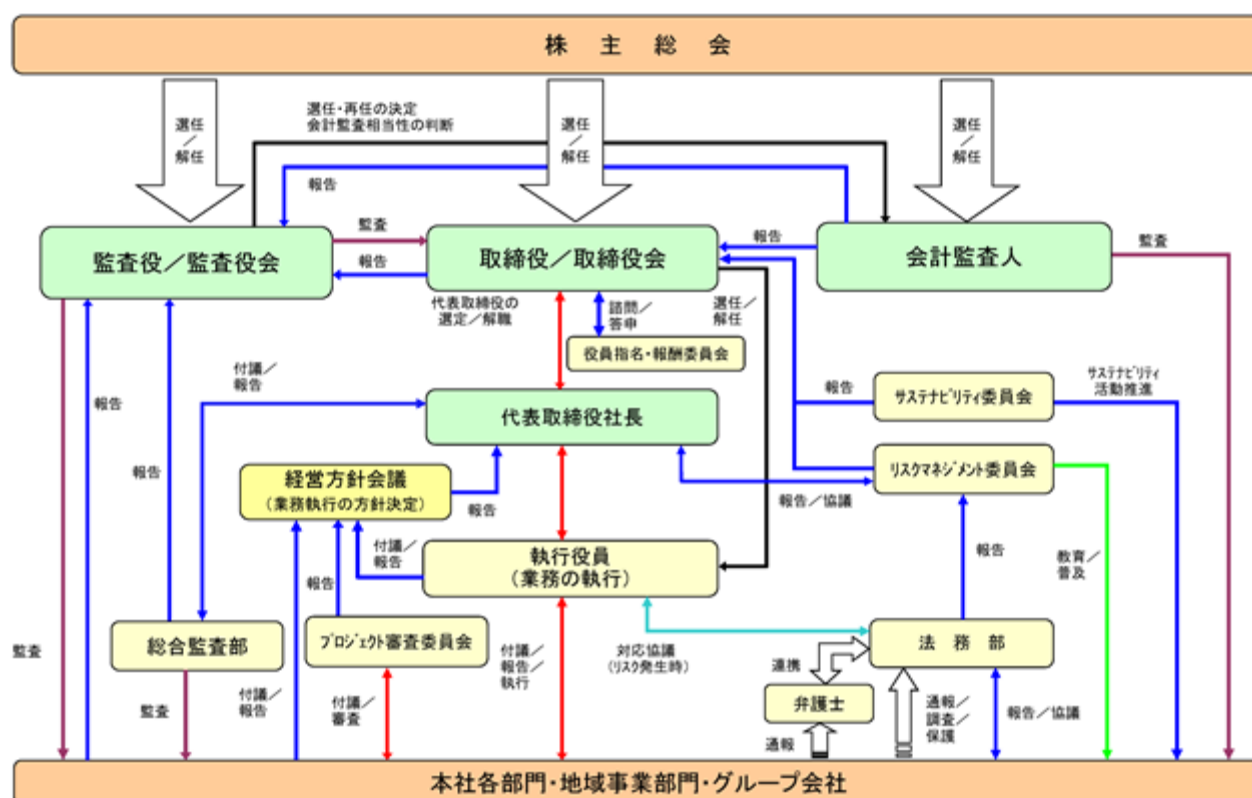 株主総会
選任
／
解任
選任・再任の決定
会計監査相当性の判断
選任
／
解任
選任
／
解任
報告
監査役／監査役会
監査
報告
取締役／取締役会
報告
会計監査人
監査
代表取締役の
選定／解職
諮問／
答申
選任／
解任
役員指名・報酬委員会
付議／
報告
報告
代表取締役社長
報告
サステナビリティ委員会
サステナビリティ
活動推進
報告
経営方針会議
(業務執行の方針決定)
報告
報告／協議
リスクマネジメント委員会
付議／
報告
執行役員
(業務の執行)
報告
教育／
普及
報告
総合監査部
プロジェクト審査委員会
法務部
監査
付議／
報告／
執行
対応協議
(リスク発生時)
連携
監査
付議／
報告
付議／
審査
弁護士
通報
通報／
調査／
保護
報告／協議
本社各部門・地域事業部門・グループ会社